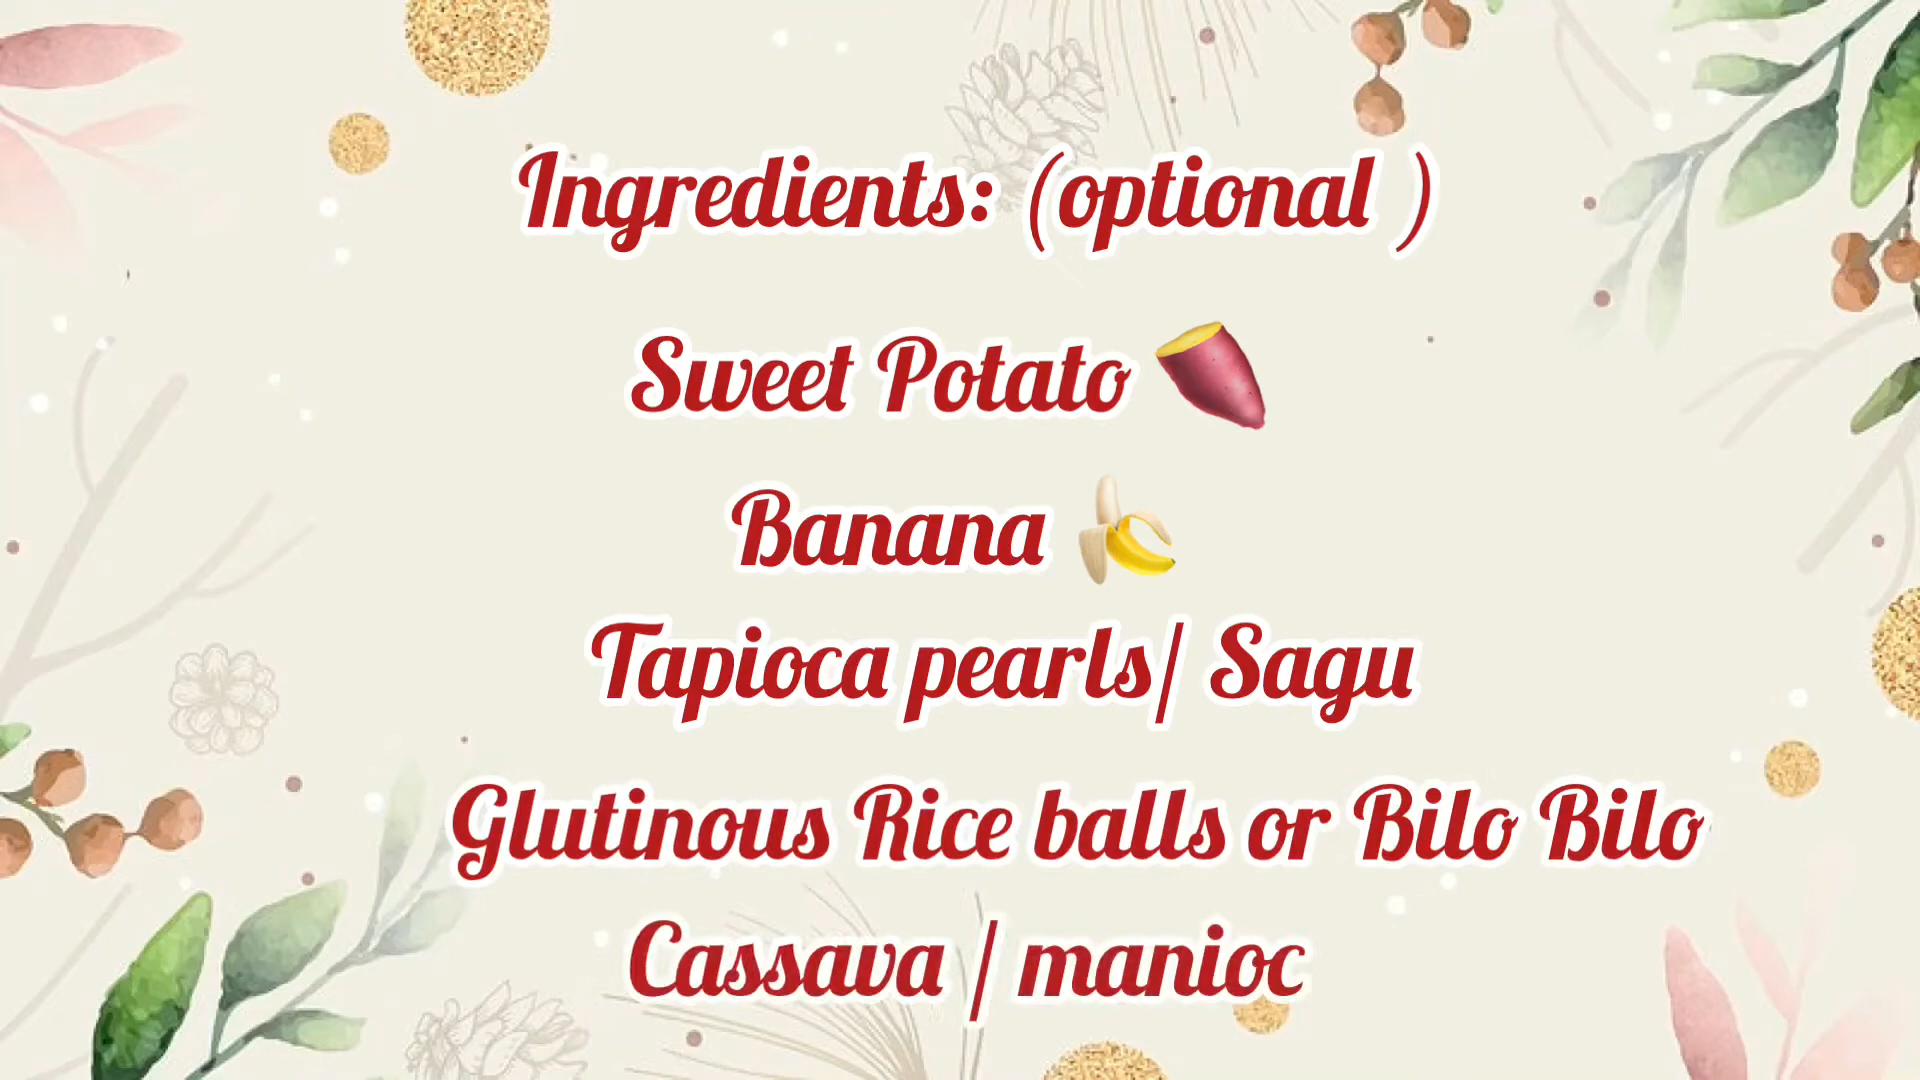 Ingredients: (optional )
Sweet Potato 🍠
Banana 🍌
Tapioca pearls/ Sagu
Glutinous Rice balls or Bilo Bilo
Cassava / manioc